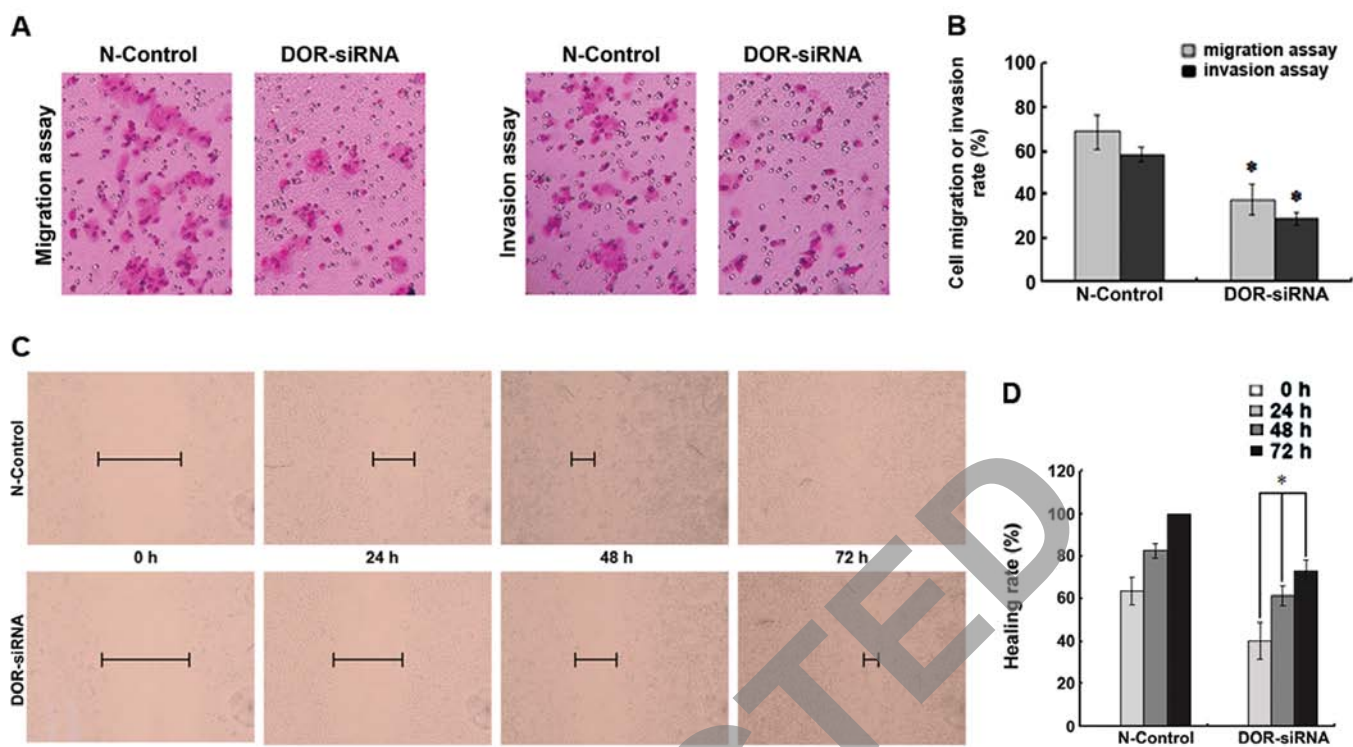 A
N-Control DOR-siRNA
N-Control DOR-siRNA
Migration assay
Invasion assay
B
migration assay
invasion assay
Cell migration or invasion
rate (%)
100
80
60
40
20
0
*
*
N-Control DOR-siRNA
C
N-Control
0 h 24 h 48 h 72 h
DOR-siRNA
D
0 h
24 h
48 h
72 h
Healing rate (%)
120
100
80
60
40
20
0
*
N-Control DOR-siRNA
TED